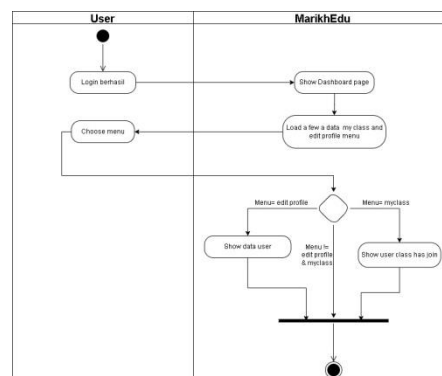 User
MarikhEdu
Login berhasil
Show Dashboard page
Load a few a data my class and
edit profile menu
Choose menu
Menu= edit profile
Menu= myclass
Show data user
Menu !=
edit profile
& myclass
Show user class has join